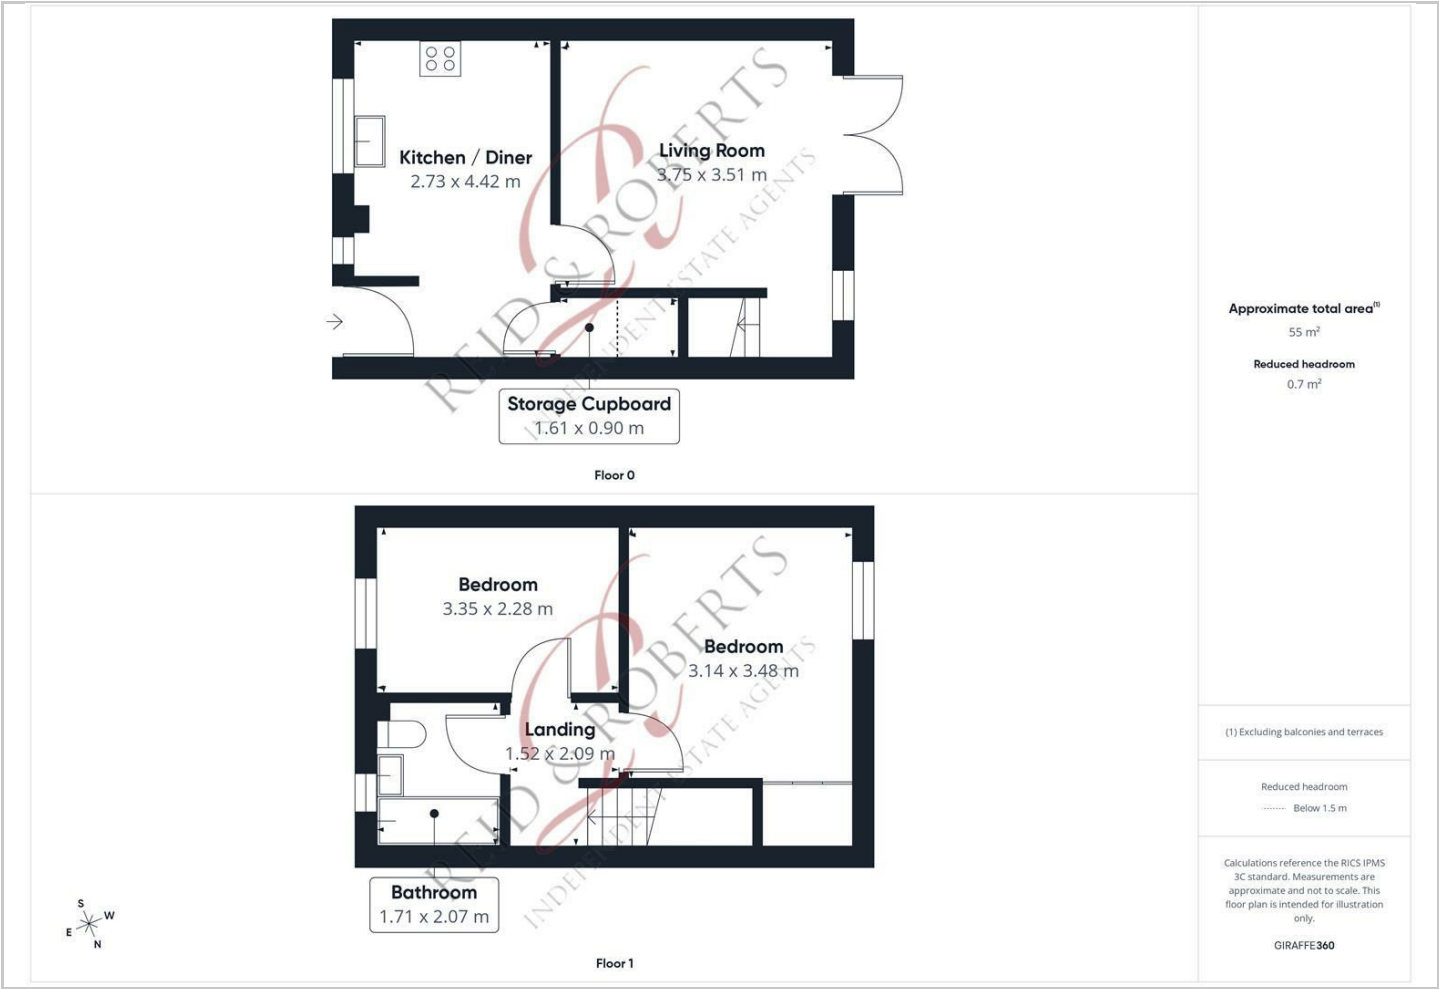 Kitchen / Diner
2.73 x 4.42 m
Living Room
3.75 x 3.51 m
REID & ROBERTS
INDEPENDENT ESTATE AGENTS
Storage Cupboard
1.61 x 0.90 m
Floor 0
Bedroom
3.35 x 2.28 m
Bedroom
3.14 x 3.48 m
Landing
1.52 x 2.09 m
REID & ROBERTS
INDEPENDENT ESTATE AGENTS
Bathroom
1.71 x 2.07 m
Floor 1
S
W
E
N
Approximate total area(1)
55 m²
Reduced headroom
0.7 m²
(1) Excluding balconies and terraces
Reduced headroom
Below 1.5 m
Calculations reference the RICS IPMS
3C standard. Measurements are
approximate and not to scale. This
floor plan is intended for illustration
only.
GIRAFFE360